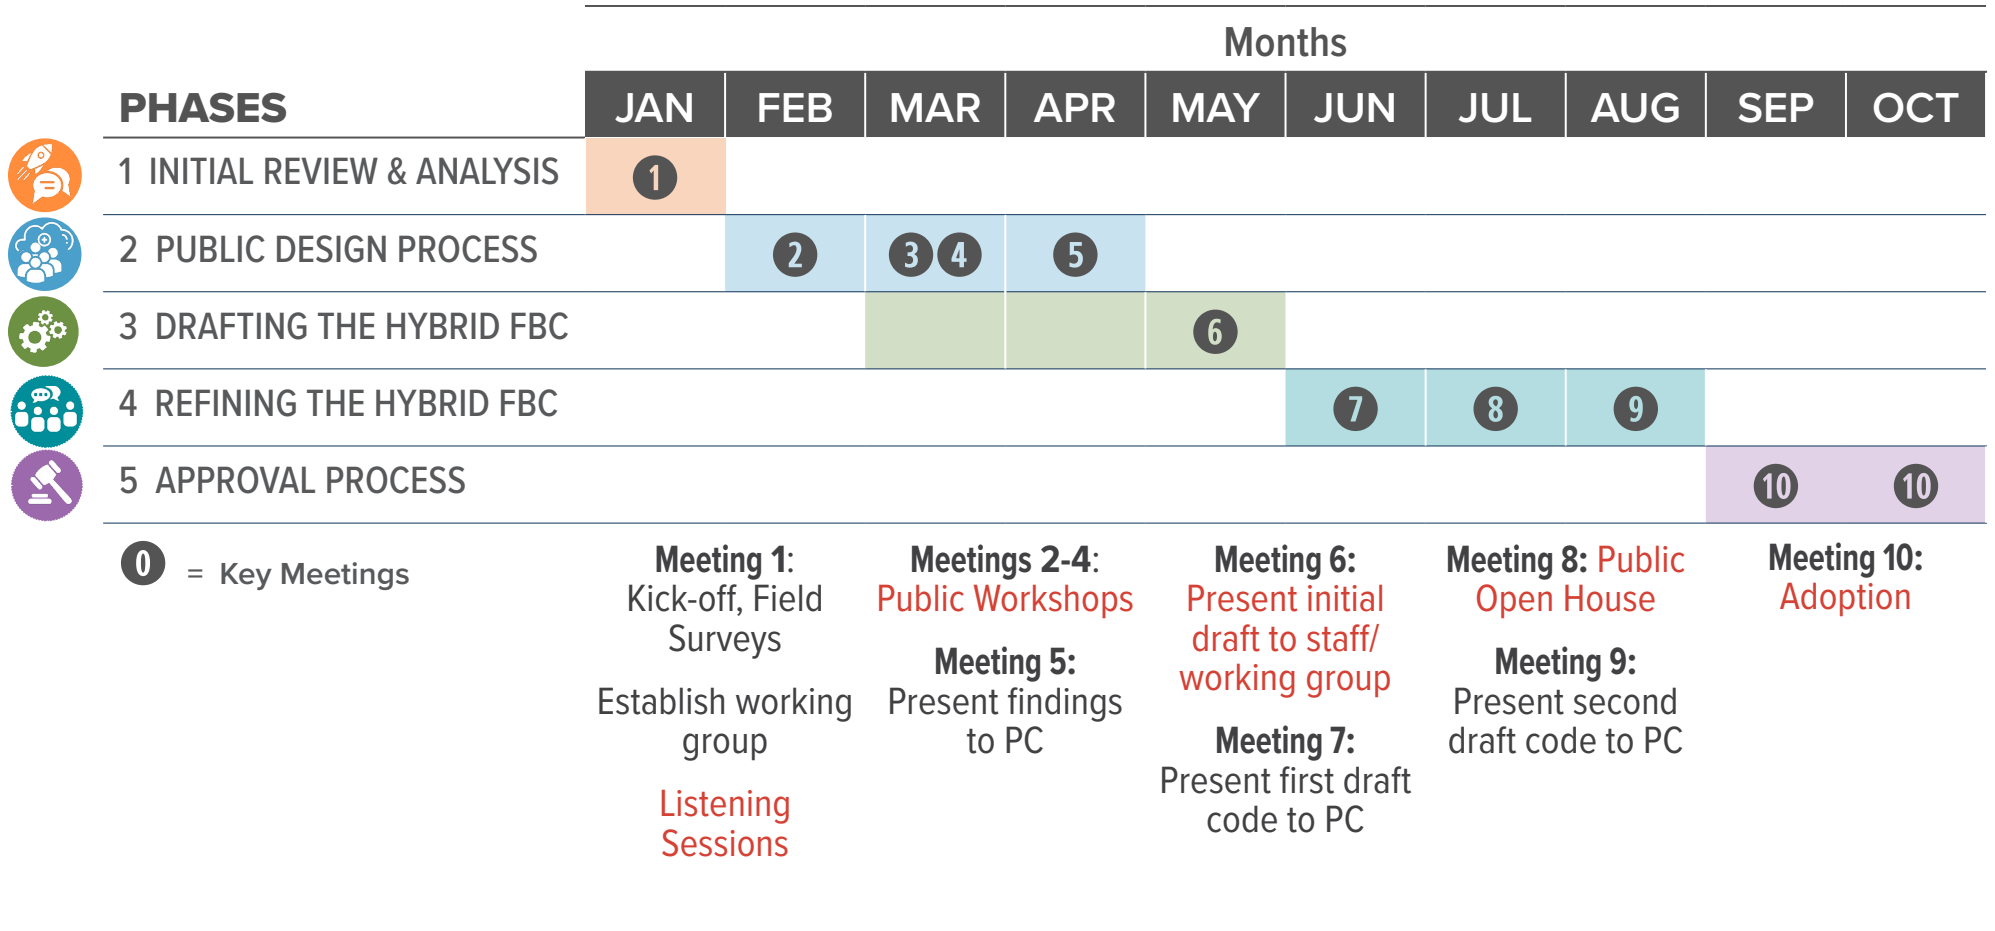 Months
PHASES JAN FEB MAR APR MAY JUN JUL AUG SEP OCT
1 INITIAL REVIEW & ANALYSIS 1
2 PUBLIC DESIGN PROCESS 2 3 4 5
3 DRAFTING THE HYBRID FBC 6
4 REFINING THE HYBRID FBC 7 8 9
5 APPROVAL PROCESS 10 10
0 = Key Meetings
Meeting 1:
Kick-off, Field
Surveys
Establish working
group
Listening
Sessions
Meetings 2-4:
Public Workshops
Meeting 5:
Present findings
to PC
Meeting 6:
Present initial
draft to staff/
working group
Meeting 7:
Present first draft
code to PC
Meeting 8: Public
Open House
Meeting 9:
Present second
draft code to PC
Meeting 10:
Adoption